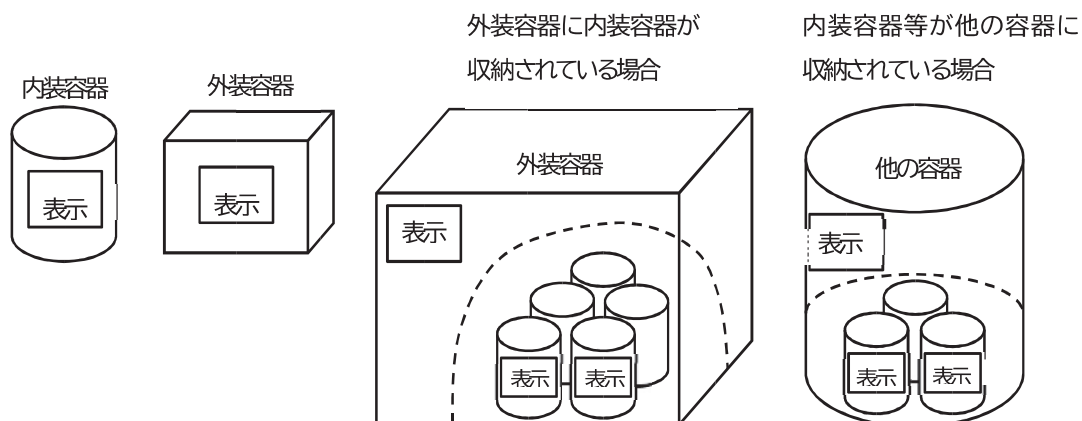 外装容器に内装容器が
収納されている場合
内装容器等が他の容器に
収納されている場合
内装容器
外装容器
外装容器
他の容器
表示
表示
表示
表示
表示
表示
表示
表示